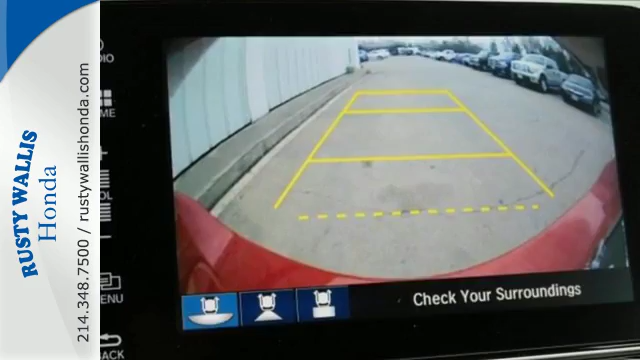 RUSTY WALLIS
Honda
214.348.7500 / rustywallishonda.com
Check Your Surroundings